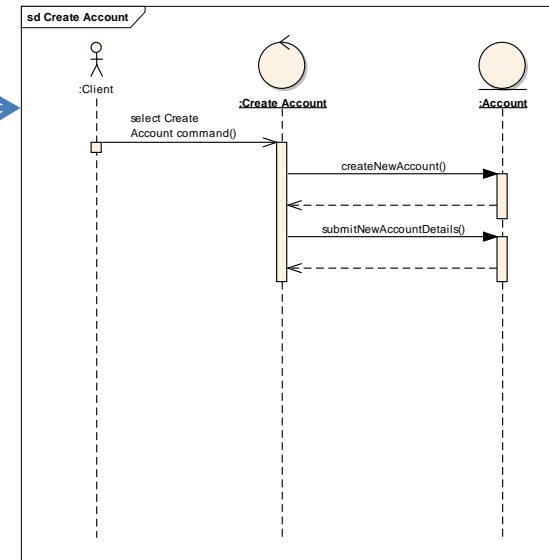 sd Create Account
:Client
:Create Account
:Account
select Create
Account command()
createNewAccount()
submitNewAccountDetails()